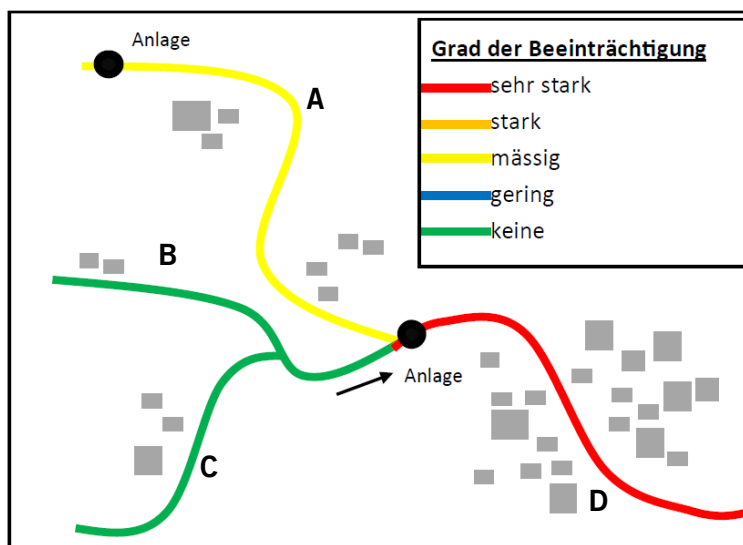 Anlage
A
Grad der Beeinträchtigung
sehr stark
stark
mässig
gering
keine
B
Anlage
C
D